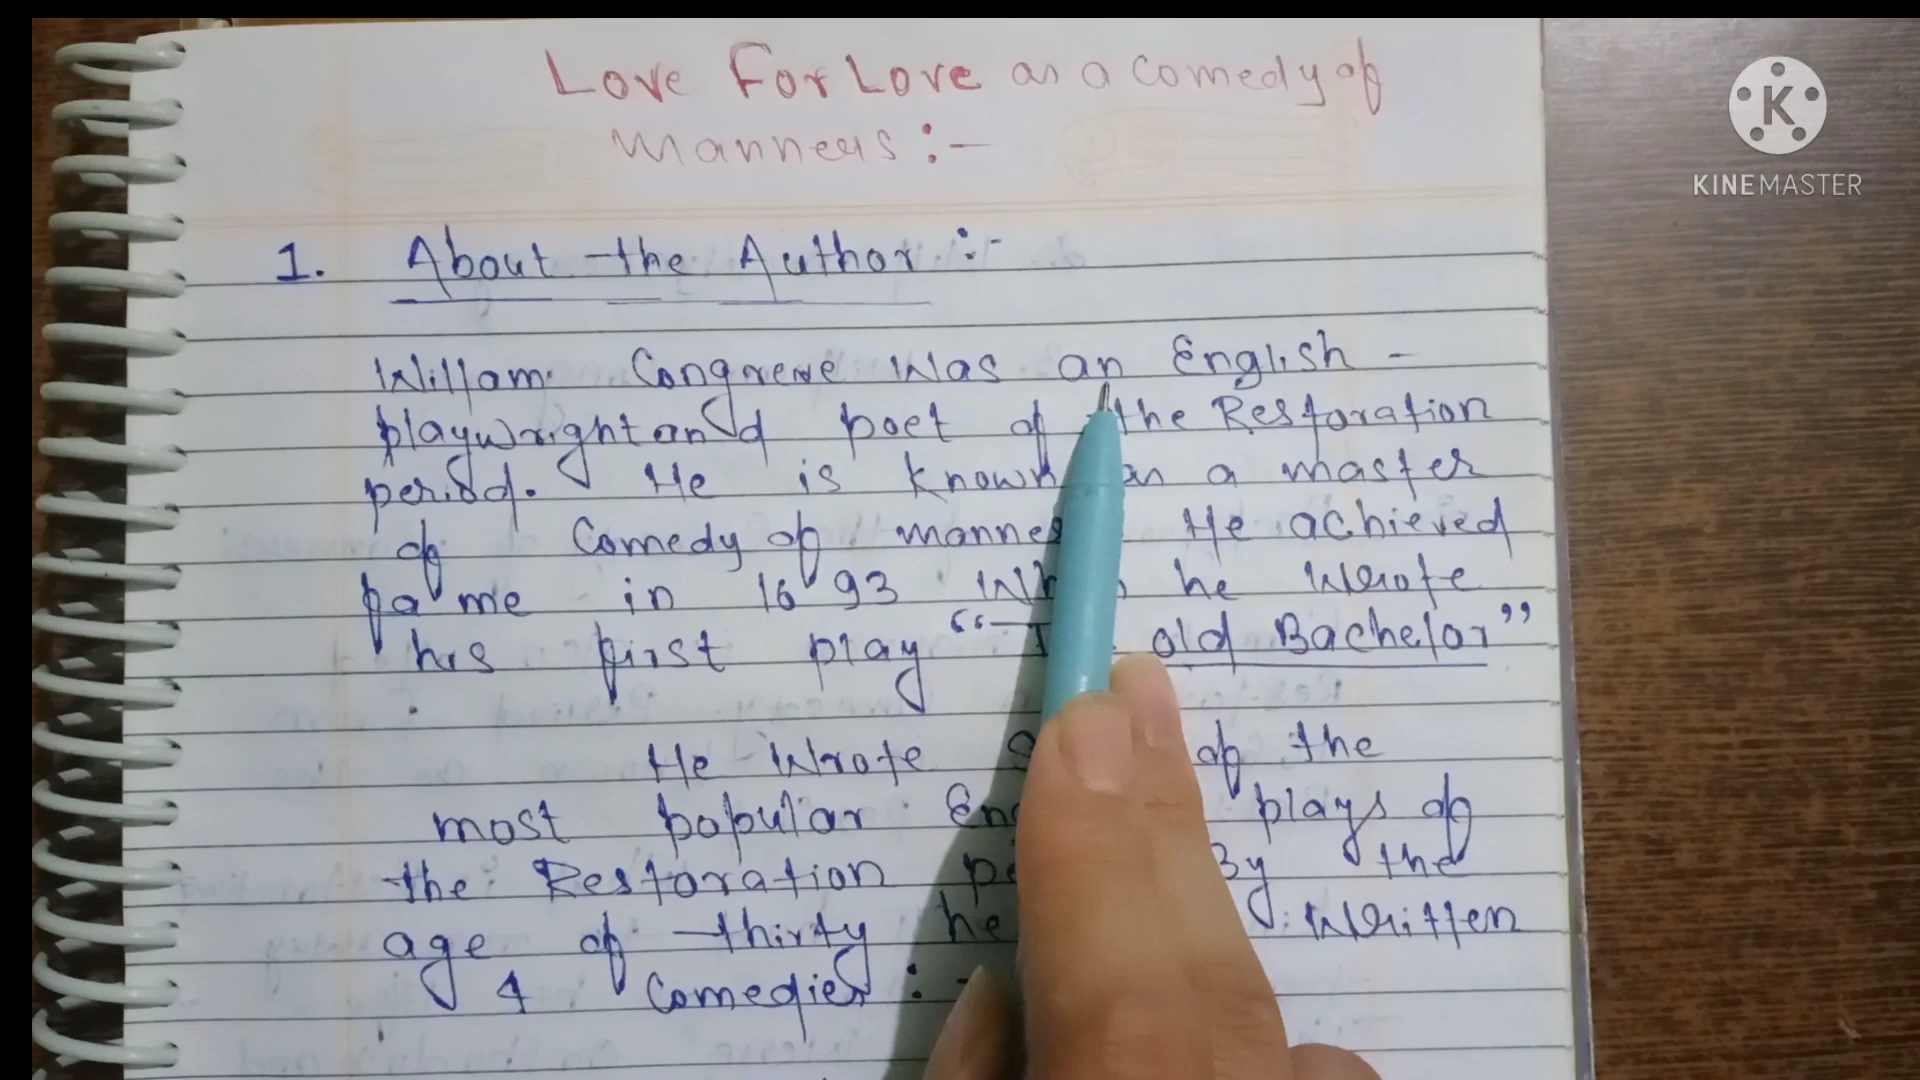 Love For Love as a Comedy of
Manners :-
1. About the Author :-
William Congreve was an English -
playwright and poet of the Restoration
period. He is known as a master
of Comedy of manners He achieved
fame in 1693 he wrote
his first play " old Bachelor"
He wrote of the
most popular plays of
the Restoration By the
age of thirty he written
4 Comedies : -
KINEMASTER